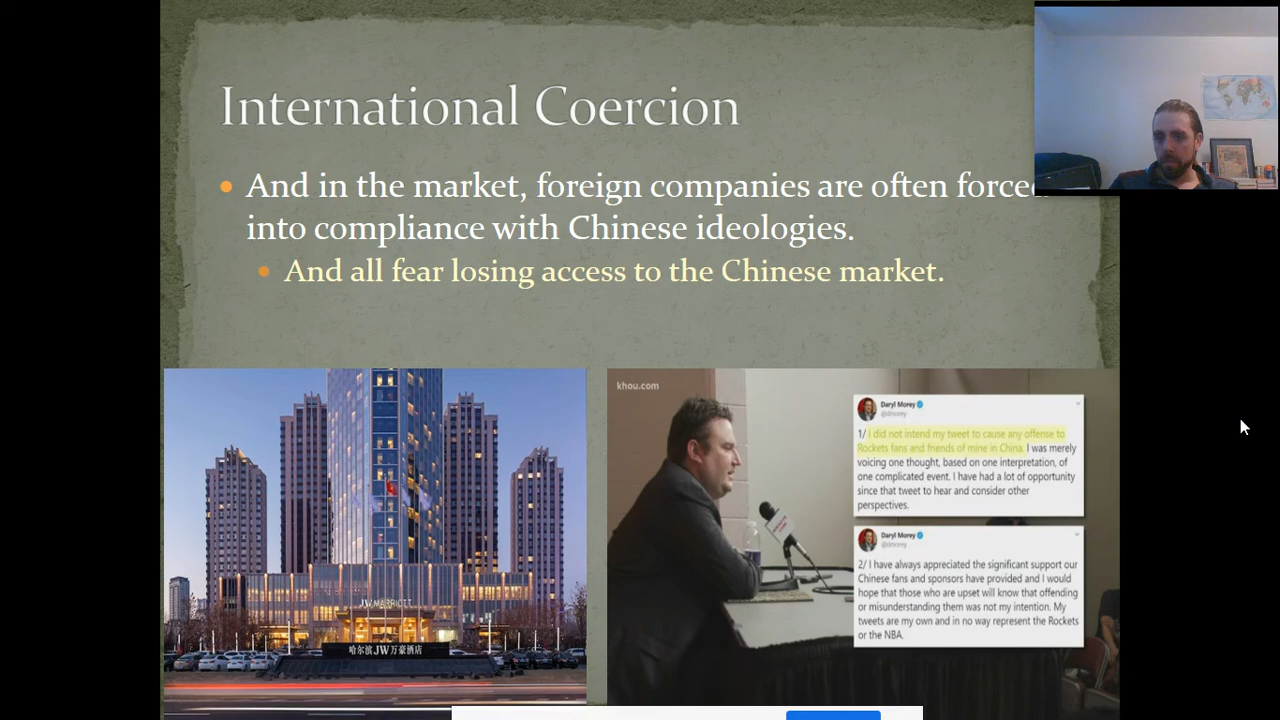 International Coercion
And in the market, foreign companies are often forced
into compliance with Chinese ideologies.
And all fear losing access to the Chinese market.
JW MARRIOTT
哈尔滨JW万豪酒店
khou.com
Daryl Morey
@dmorey
1/ I did not intend my tweet to cause any offense to
Rockets fans and friends of mine in China. I was merely
voicing one thought, based on one interpretation, of
one complicated event. I have had a lot of opportunity
since that tweet to hear and consider other
perspectives.
Daryl Morey
@dmorey
2/ I have always appreciated the significant support our
Chinese fans and sponsors have provided and I would
hope that those who are upset will know that offending
or misunderstanding them was not my intention. My
tweets are my own and in no way represent the Rockets
or the NBA.